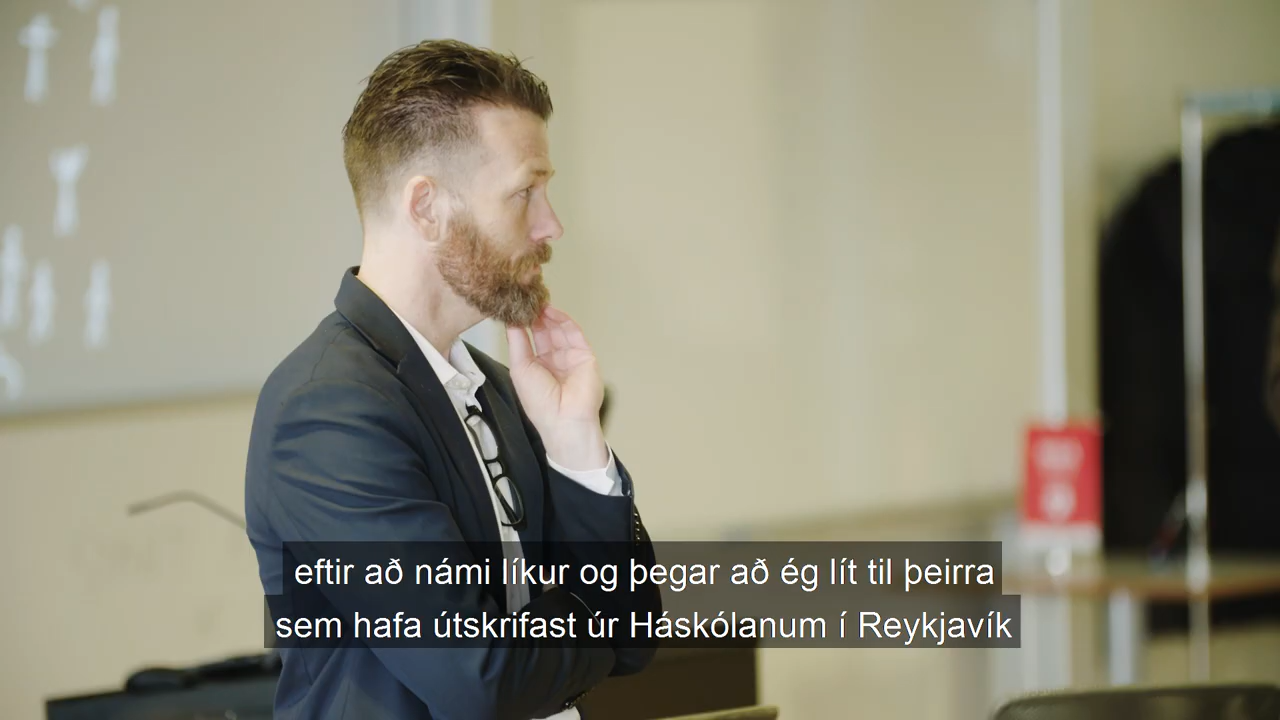 eftir að námi líkur og þegar að ég lít til þeirra
sem hafa útskrifast úr Háskólanum í Reykjavík